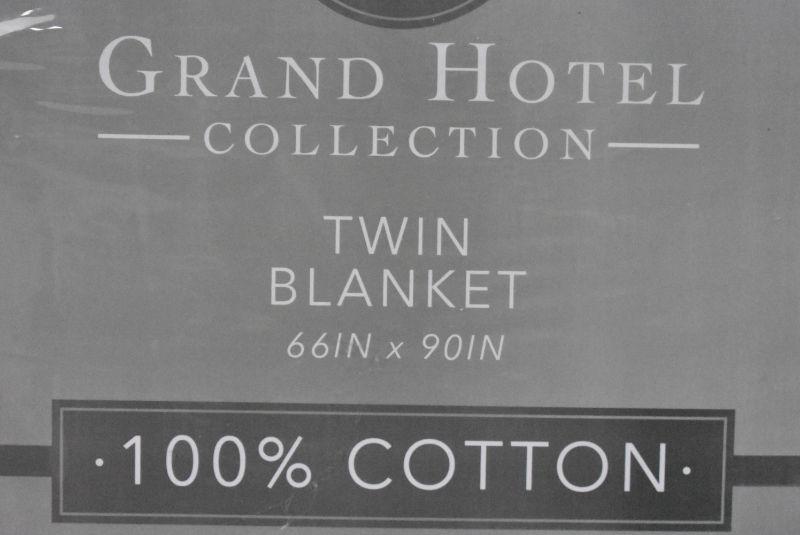 GRAND HOTEL
COLLECTION
TWIN
BLANKET
66IN x 90IN
·100% COTTON·